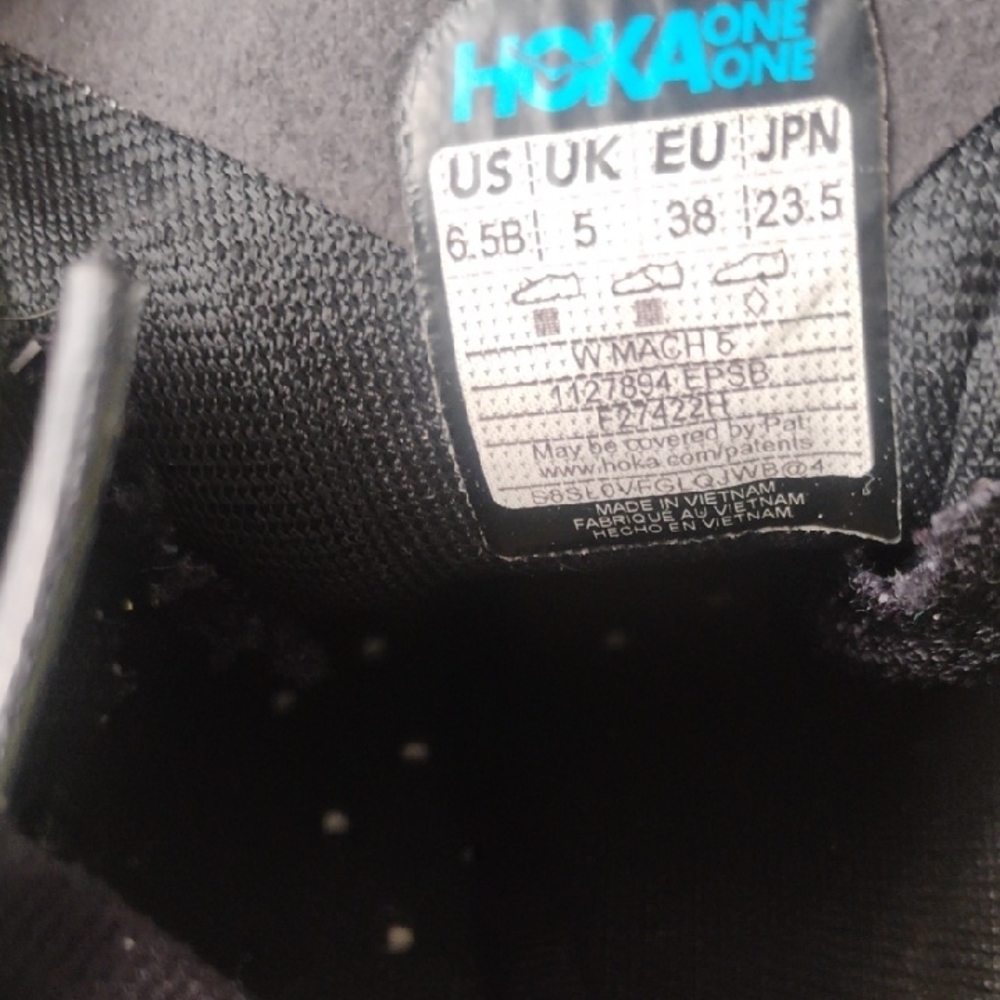 HOKA ONE ONE
US UK EU JPN
6.5B 5 38 23.5
W MACH 5
1127894 EPSB
F27422H
May be covered by Pat:
www.hoka.com/patents
MADE IN VIETNAM
FABRIQUÉ AU VIETNAM
HECHO EN VIETNAM